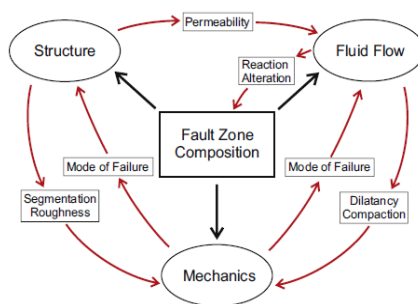 Permeability
Structure
Fluid Flow
Reaction
Alteration
Fault Zone
Composition
Mode of Failure
Mode of Failure
Segmentation
Roughness
Dilatancy
Compaction
Mechanics